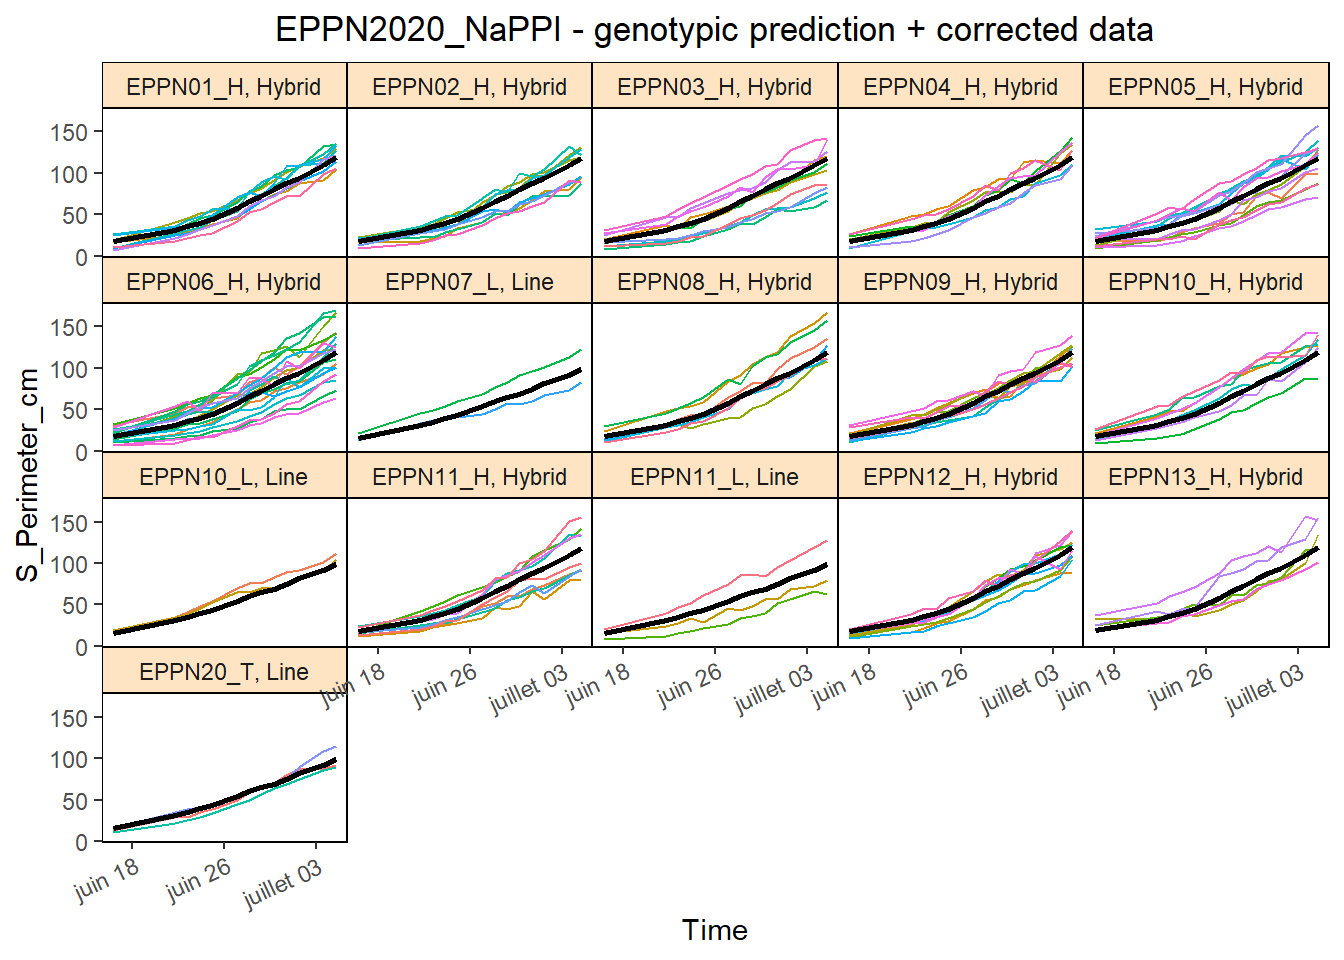 EPPN2020_NaPPI - genotypic prediction + corrected data
EPPN01_H, Hybrid
EPPN02_H, Hybrid
EPPN03_H, Hybrid
EPPN04_H, Hybrid
EPPN05_H, Hybrid
150
100
50
0
EPPN06_H, Hybrid
EPPN07_L, Line
EPPN08_H, Hybrid
EPPN09_H, Hybrid
EPPN10_H, Hybrid
150
100
50
0
EPPN10_L, Line
EPPN11_H, Hybrid
EPPN11_L, Line
EPPN12_H, Hybrid
EPPN13_H, Hybrid
150
100
50
0
EPPN20_T, Line
juin 18
juin 26
juillet 03
juin 18
juin 26
juillet 03
juin 18
juin 26
juillet 03
juin 18
juin 26
juillet 03
150
100
50
0
juin 18
juin 26
juillet 03
S_Perimeter_cm
Time